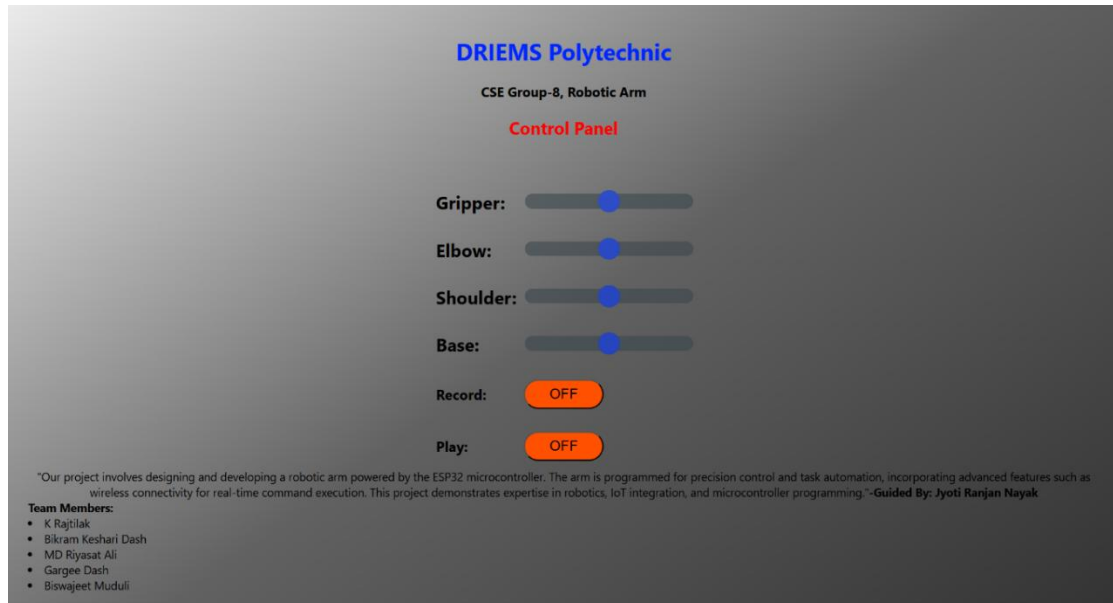 DRIEMS Polytechnic
CSE Group-8, Robotic Arm
Control Panel
Gripper:
Elbow:
Shoulder:
Base:
Record: OFF
Play: OFF
"Our project involves designing and developing a robotic arm powered by the ESP32 microcontroller. The arm is programmed for precision control and task automation, incorporating advanced features such as
wireless connectivity for real-time command execution. This project demonstrates expertise in robotics, IoT integration, and microcontroller programming."-Guided By: Jyoti Ranjan Nayak
Team Members:
• K Rajtilak
• Bikram Keshari Dash
• MD Riyasat Ali
• Gargee Dash
• Biswajeet Muduli